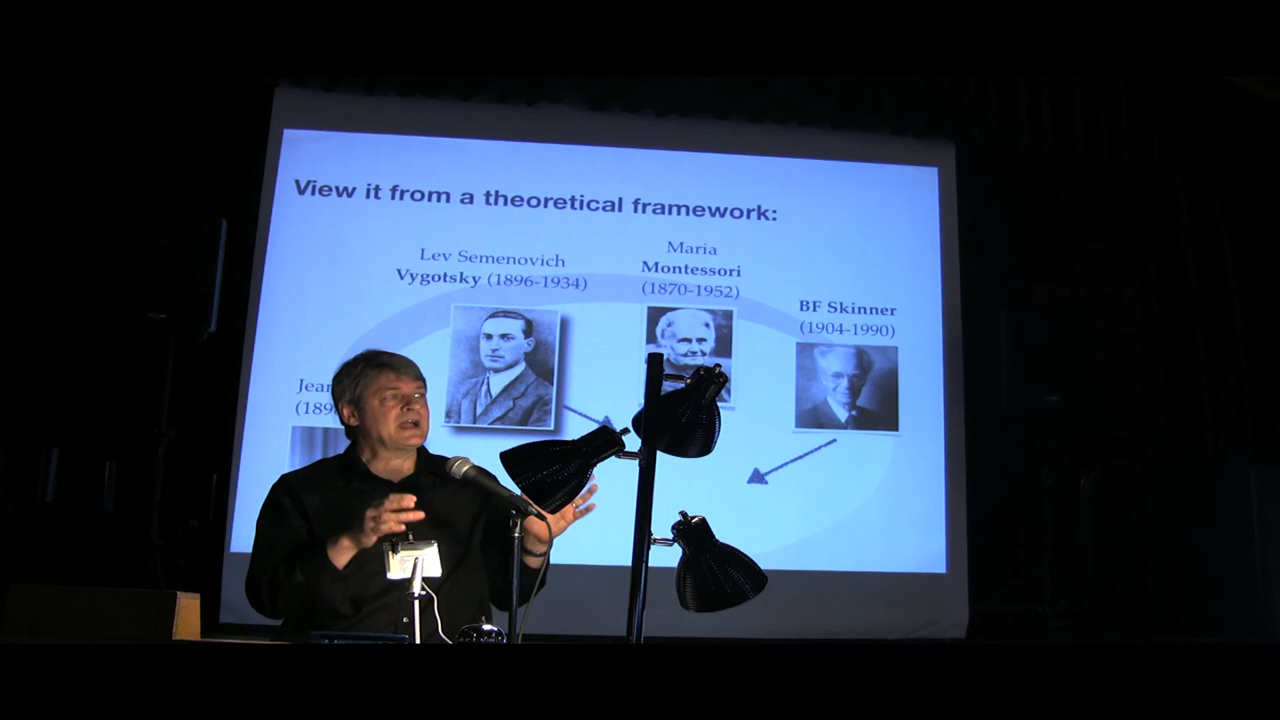 View it from a theoretical framework:
Lev Semenovich
Vygotsky (1896-1934)
Maria
Montessori
(1870-1952)
BF Skinner
(1904-1990)